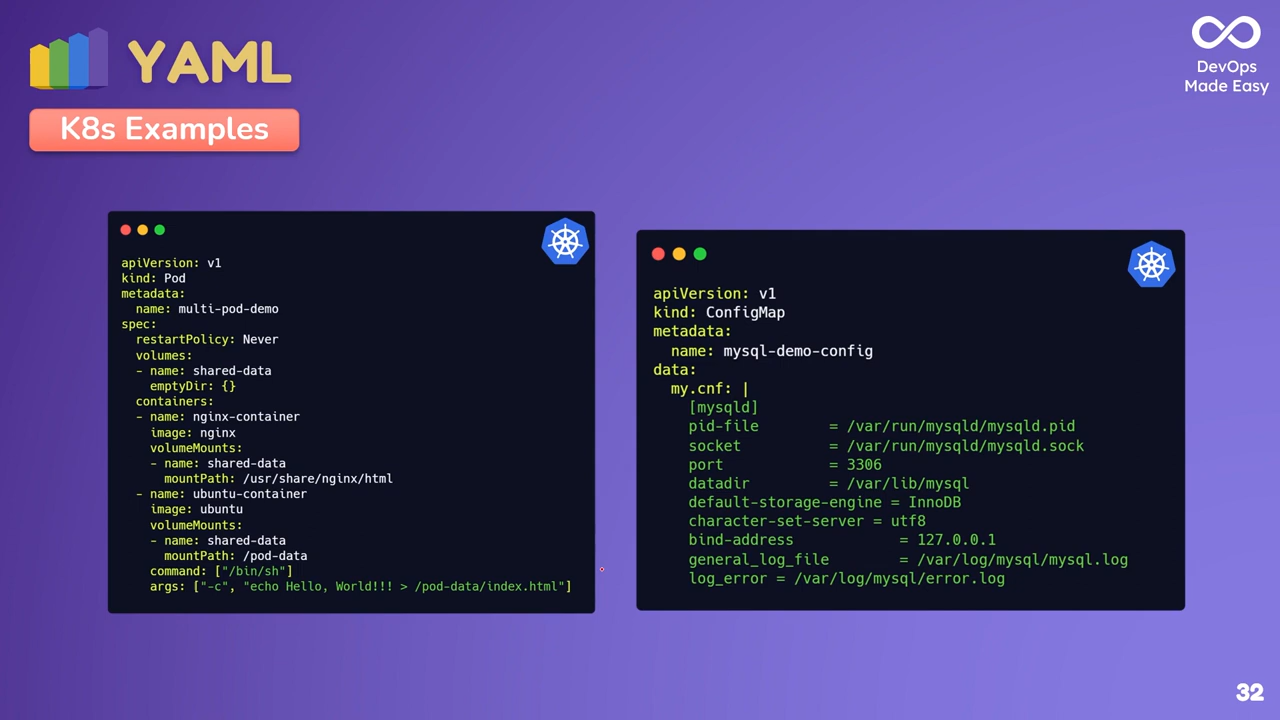 YAML
DevOps
Made Easy
K8s Examples
apiVersion: v1
kind: Pod
metadata:
  name: multi-pod-demo
spec:
  restartPolicy: Never
  volumes:
  - name: shared-data
    emptyDir: {}
  containers:
  - name: nginx-container
    image: nginx
    volumeMounts:
    - name: shared-data
      mountPath: /usr/share/nginx/html
  - name: ubuntu-container
    image: ubuntu
    volumeMounts:
    - name: shared-data
      mountPath: /pod-data
    command: ["/bin/sh"]
    args: ["-c", "echo Hello, World!!! > /pod-data/index.html"]
apiVersion: v1
kind: ConfigMap
metadata:
  name: mysql-demo-config
data:
  my.cnf: |
    [mysqld]
    pid-file        = /var/run/mysqld/mysqld.pid
    socket          = /var/run/mysqld/mysqld.sock
    port            = 3306
    datadir         = /var/lib/mysql
    default-storage-engine = InnoDB
    character-set-server = utf8
    bind-address            = 127.0.0.1
    general_log_file        = /var/log/mysql/mysql.log
    log_error = /var/log/mysql/error.log
32